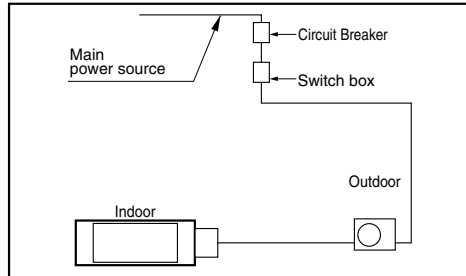 Circuit Breaker
Main
power source
Switch box
Outdoor
Indoor